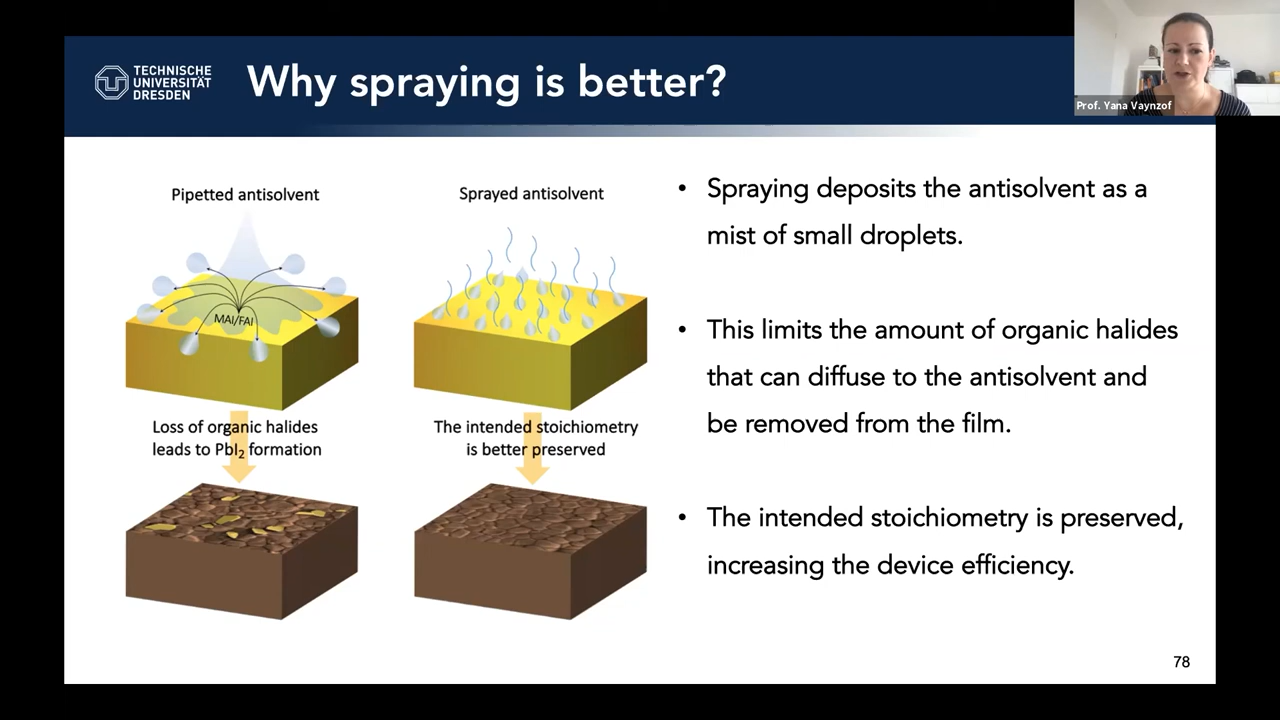 TECHNISCHE
UNIVERSITÄT
DRESDEN
Why spraying is better?
Prof. Yana Vaynzof
Pipetted antisolvent
MAI/FAI
Loss of organic halides
leads to PbI₂ formation
Sprayed antisolvent
The intended stoichiometry
is better preserved
• Spraying deposits the antisolvent as a
mist of small droplets.
• This limits the amount of organic halides
that can diffuse to the antisolvent and
be removed from the film.
• The intended stoichiometry is preserved,
increasing the device efficiency.
78